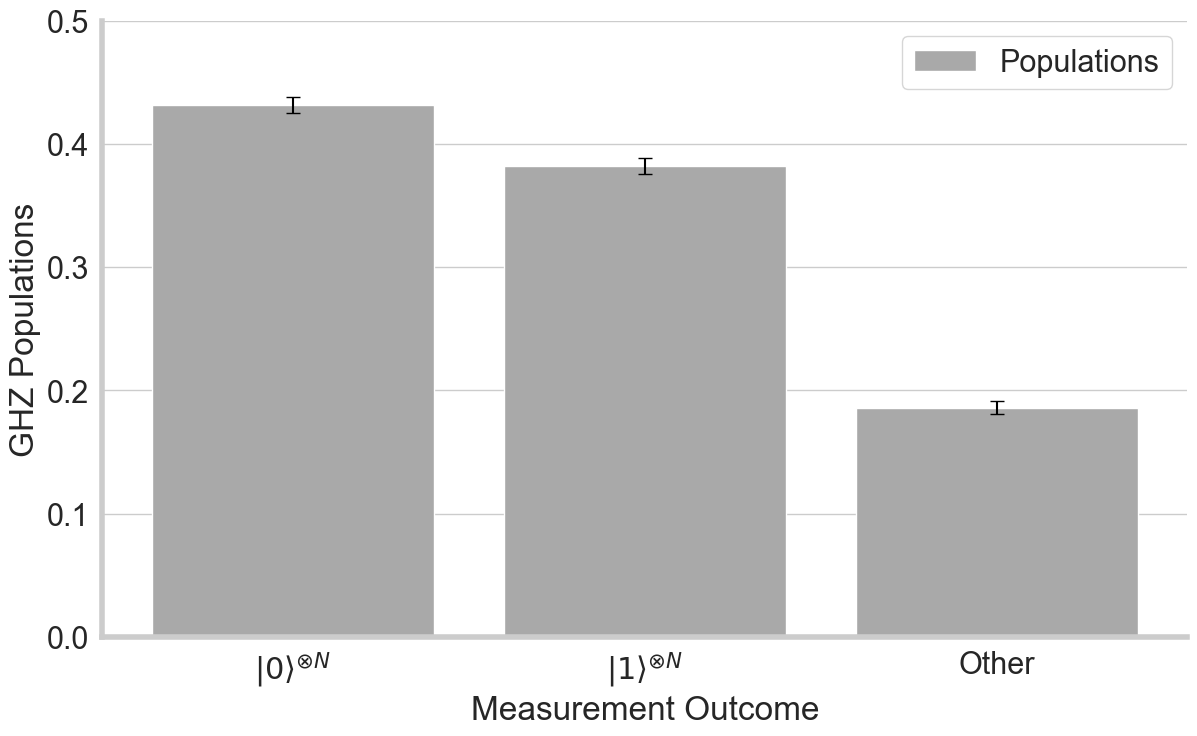 0.5
0.4
0.3
0.2
0.1
0.0
GHZ Populations
Populations
|0⟩⊗N
|1⟩⊗N
Other
Measurement Outcome